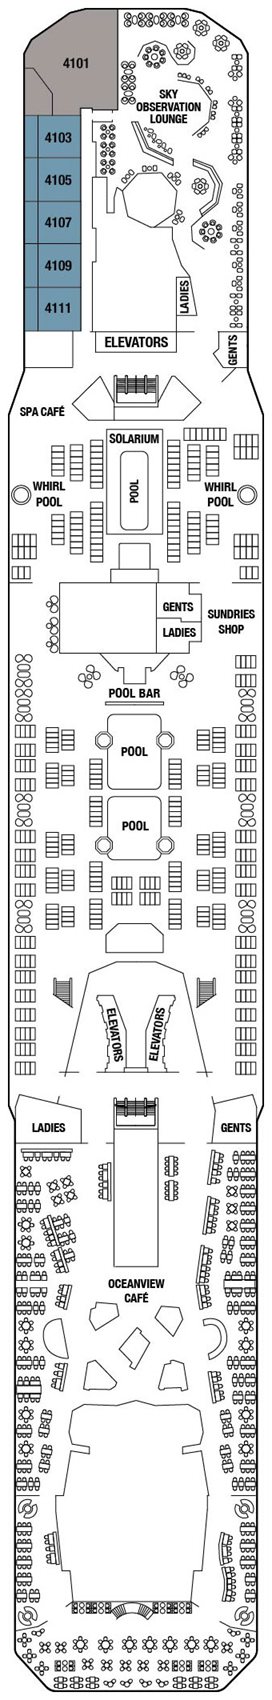 4101
SKY
OBSERVATION
LOUNGE
4103
4105
4107
4109
4111
LADIES
ELEVATORS
GENTS
SPA CAFÉ
SOLARIUM
POOL
WHIRL
POOL
WHIRL
POOL
GENTS
LADIES
SUNDRIES
SHOP
POOL BAR
POOL
POOL
ELEVATORS
ELEVATORS
LADIES
GENTS
OCEANVIEW
CAFÉ